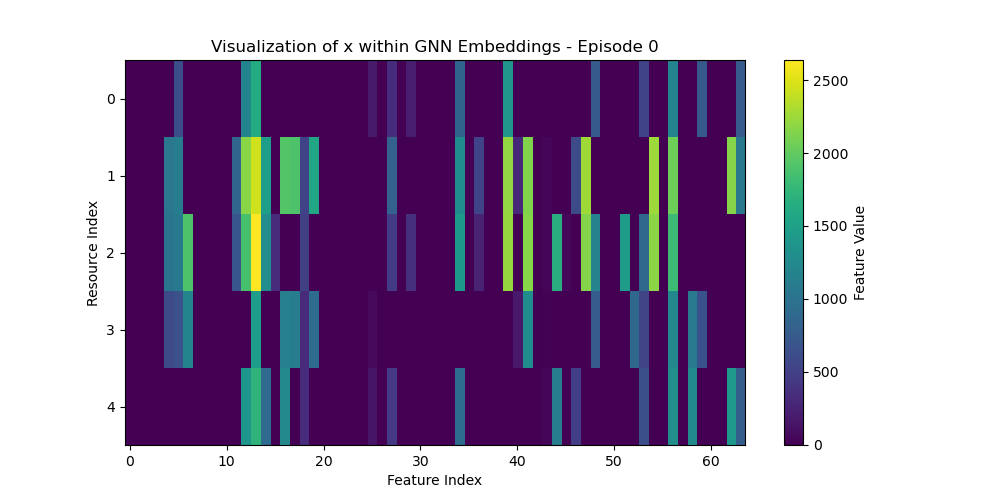 Visualization of x within GNN Embeddings - Episode 0
Resource Index
0
1
2
3
4
0 10 20 30 40 50 60
Feature Index
2500
2000
1500
1000
500
0
Feature Value